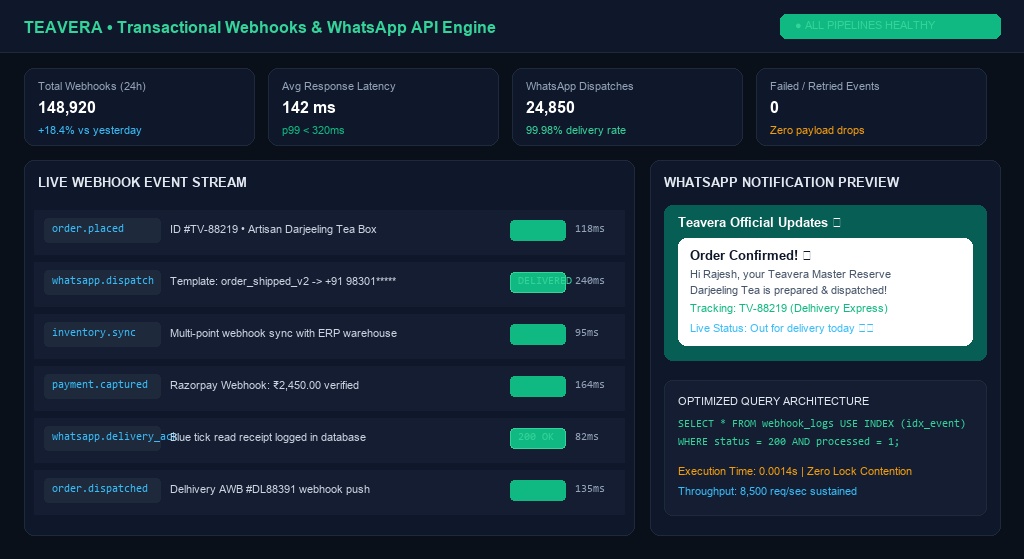 TEAVERA • Transactional Webhooks & WhatsApp API Engine
● ALL PIPELINES HEALTHY
Total Webhooks (24h)
148,920
+18.4% vs yesterday
Avg Response Latency
142 ms
p99 < 320ms
WhatsApp Dispatches
24,850
99.98% delivery rate
Failed / Retried Events
0
Zero payload drops
LIVE WEBHOOK EVENT STREAM
order.placed ID #TV-88219 • Artisan Darjeeling Tea Box 118ms
whatsapp.dispatch Template: order_shipped_v2 -> +91 98301***** DELIVERED 240ms
inventory.sync Multi-point webhook sync with ERP warehouse 95ms
payment.captured Razorpay Webhook: ₹2,450.00 verified 164ms
whatsapp.delivery_ack Blue tick read receipt logged in database 200 OK 82ms
order.dispatched Delhivery AWB #DL88391 webhook push 135ms
WHATSAPP NOTIFICATION PREVIEW
Teavera Official Updates
Order Confirmed!
Hi Rajesh, your Teavera Master Reserve
Darjeeling Tea is prepared & dispatched!
Tracking: TV-88219 (Delhivery Express)
Live Status: Out for delivery today
OPTIMIZED QUERY ARCHITECTURE
SELECT * FROM webhook_logs USE INDEX (idx_event)
WHERE status = 200 AND processed = 1;
Execution Time: 0.0014s | Zero Lock Contention
Throughput: 8,500 req/sec sustained